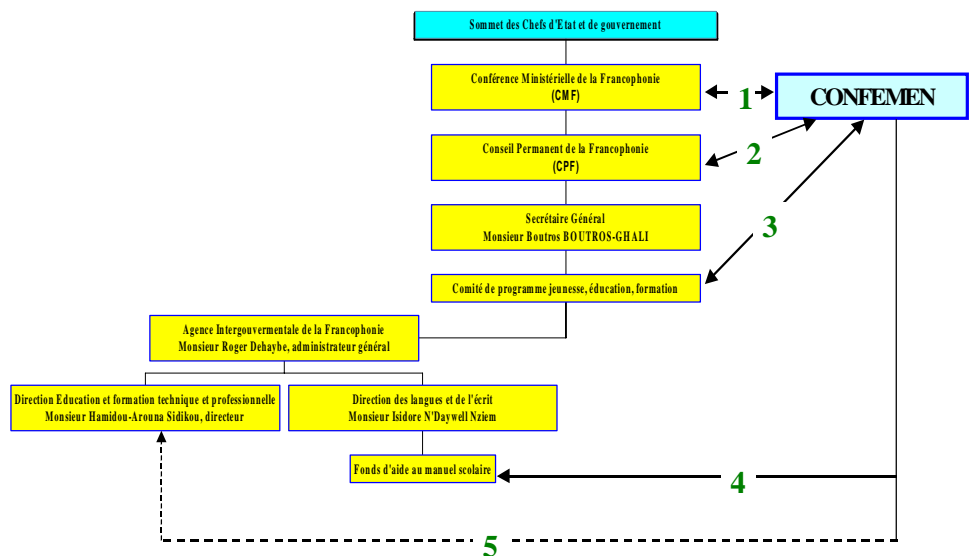 Sommet des Chefs d'Etat et de gouvernement
Conférence Ministérielle de la Francophonie
(CMF)
1
CONFEMEN
Conseil Permanent de la Francophonie
(CPF)
2
Secrétaire Général
Monsieur Boutros BOUTROS-GHALI
3
Comité de programme jeunesse, éducation, formation
Agence Intergouvermentale de la Francophonie
Monsieur Roger Dehaybe, administrateur général
Direction Education et formation technique et professionnelle
Monsieur Hamidou-Arouna Sidikou, directeur
Direction des langues et de l'écrit
Monsieur Isidore N'Daywell Nziem
Fonds d'aide au manuel scolaire
4
5